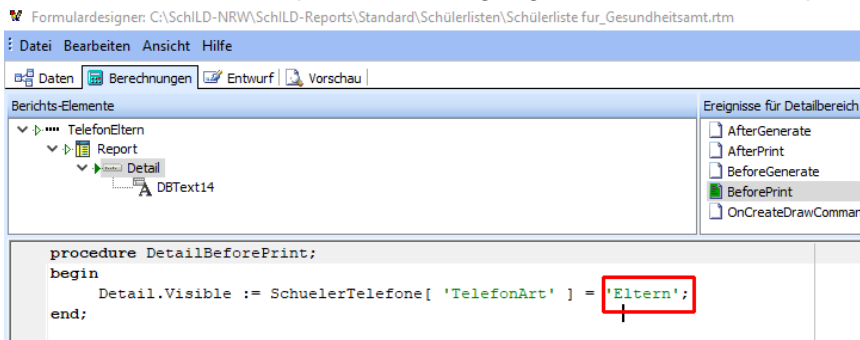 Formulardesigner: C:\SchILD-NRW\SchILD-Reports\Standard\Schülerlisten\Schülerliste fur_Gesundheitsamt.rtm
Datei Bearbeiten Ansicht Hilfe
Daten Berechnungen Entwurf Vorschau
Berichts-Elemente
TelefonEltern
Report
Detail
DBText14
Ereignisse für Detailbereich
AfterGenerate
AfterPrint
BeforeGenerate
BeforePrint
OnCreateDrawComman
procedure DetailBeforePrint;
begin
Detail.Visible := SchuelerTelefone[ 'TelefonArt' ] = 'Eltern';
end;